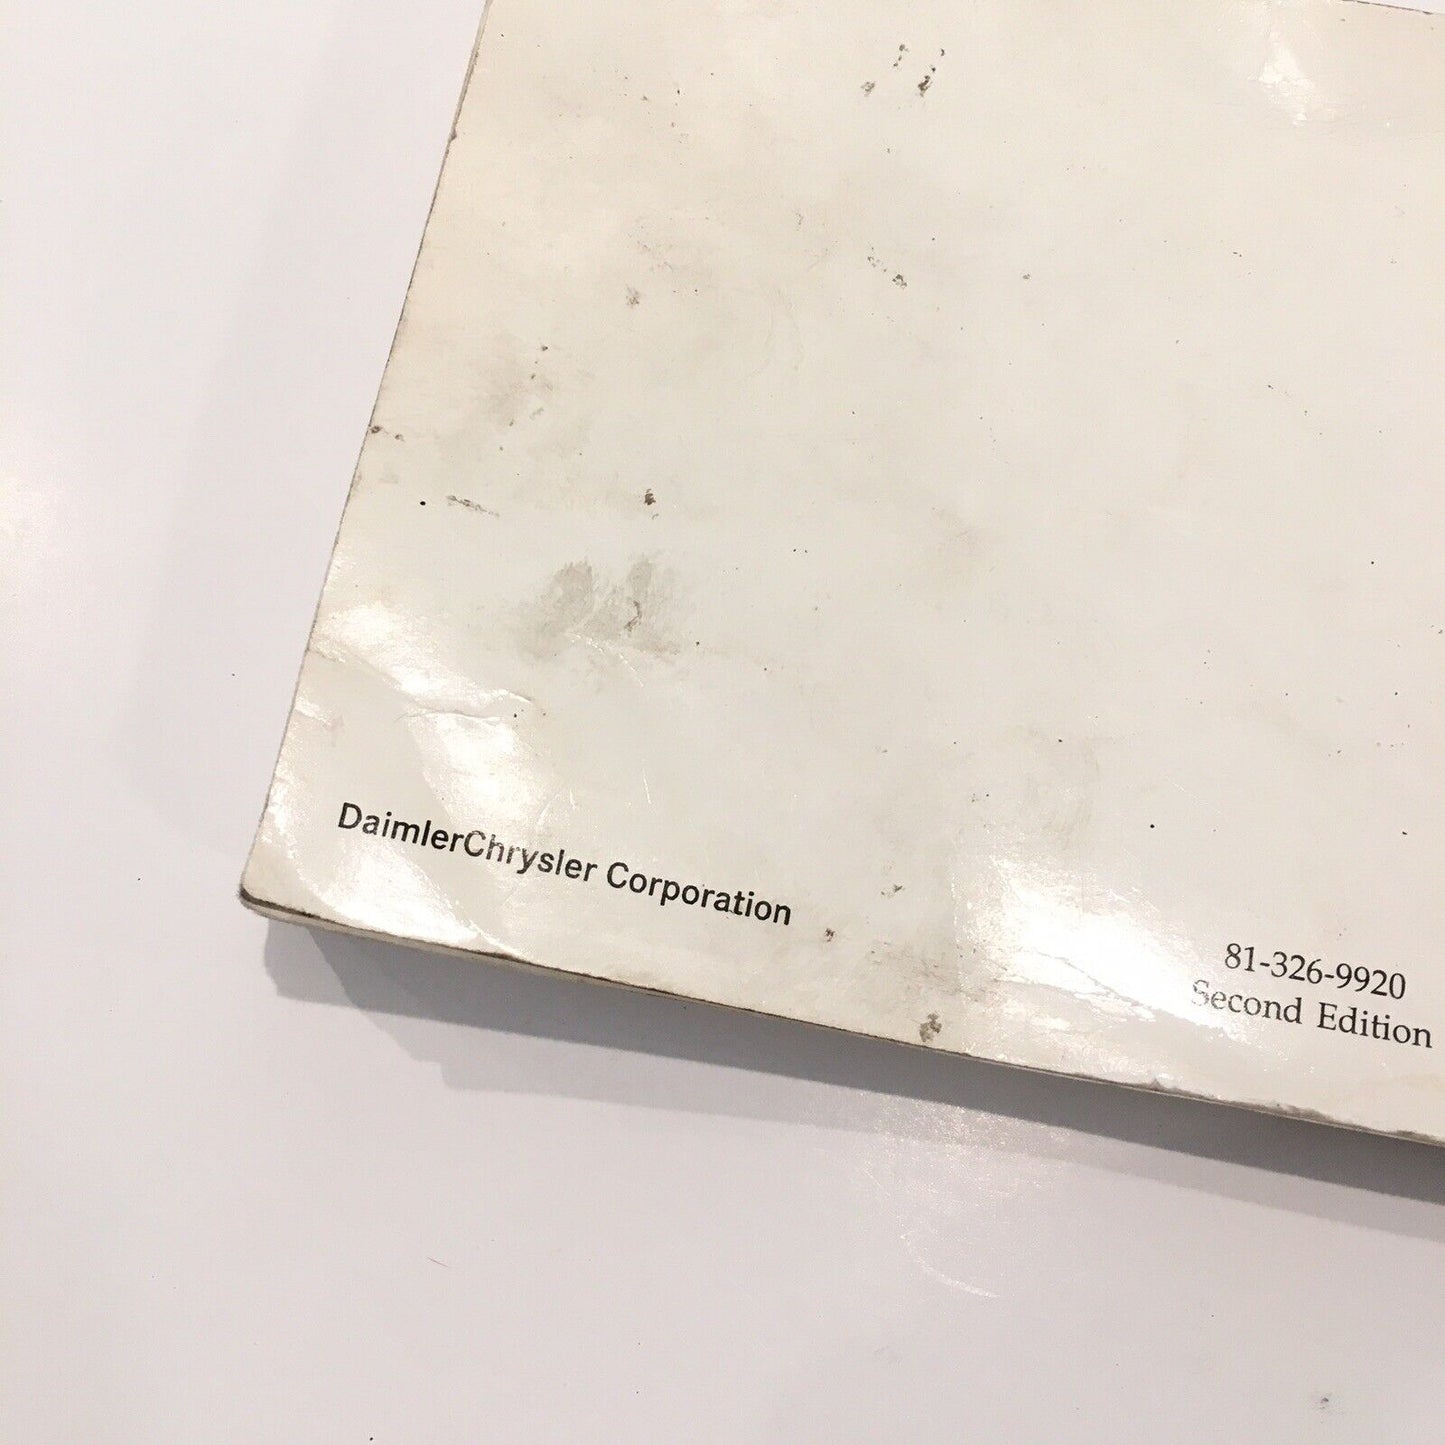 DaimlerChrysler Corporation
81-326-9920
Second Edition